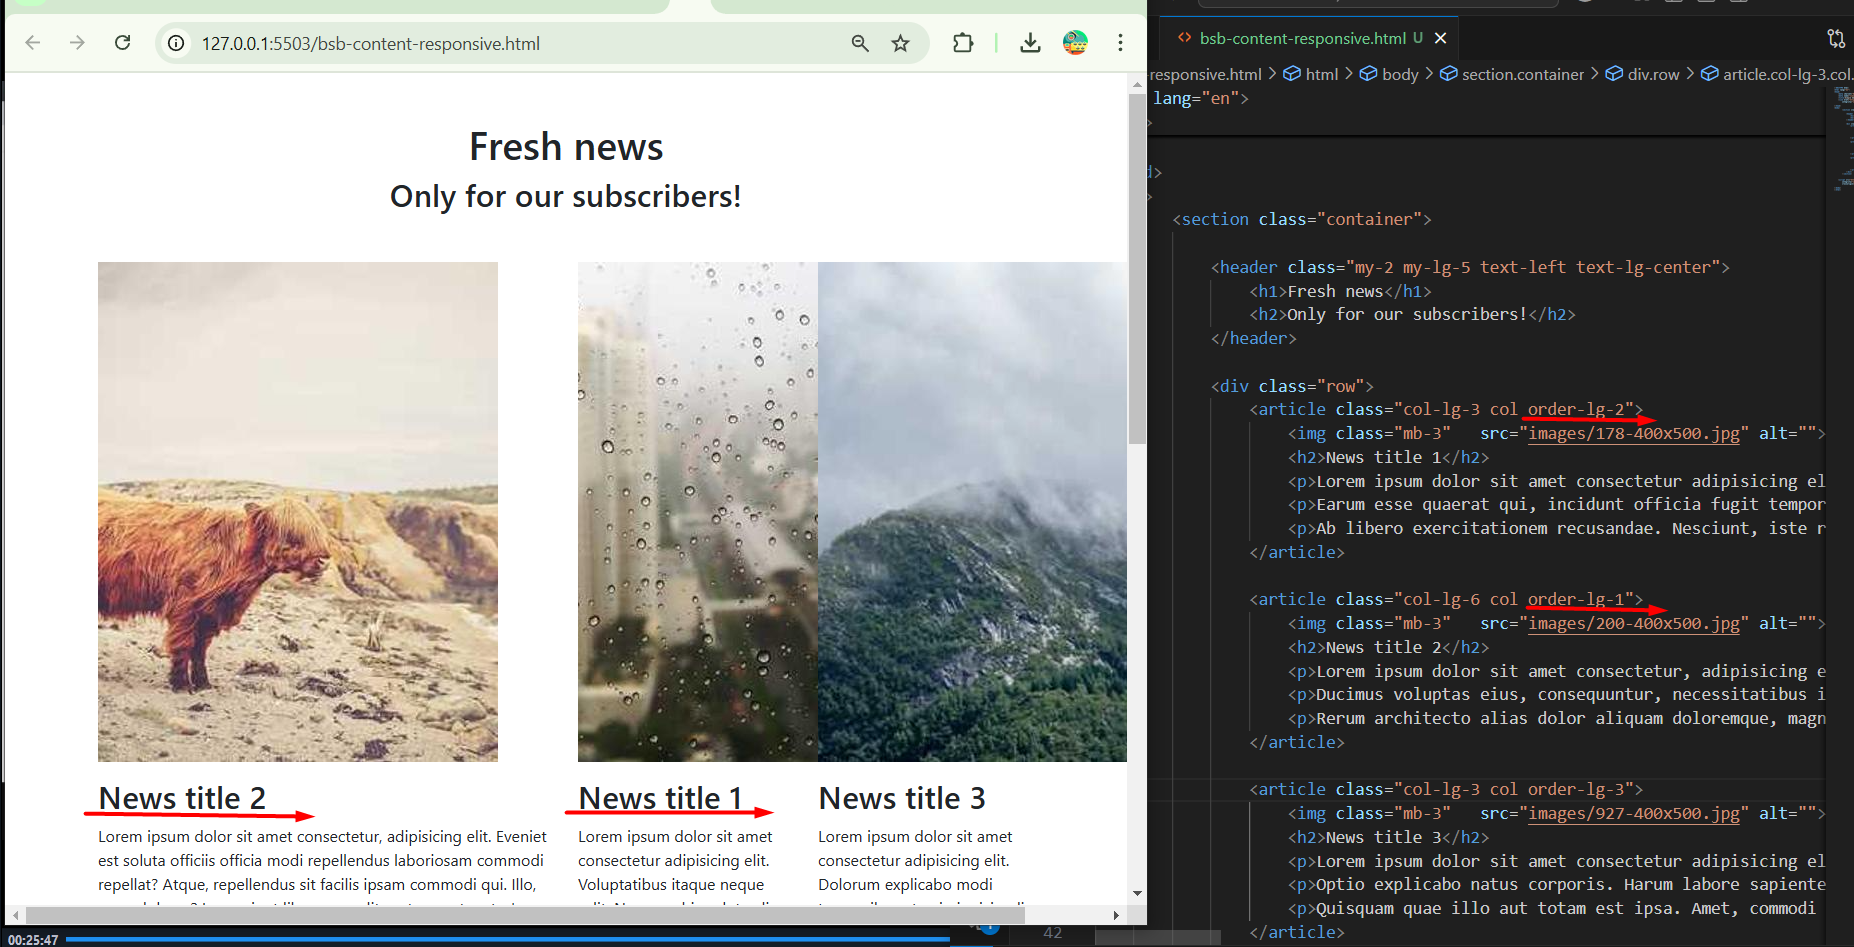 127.0.0.1:5503/bsb-content-responsive.html
Fresh news
Only for our subscribers!
News title 2
Lorem ipsum dolor sit amet consectetur, adipisicing elit. Eveniet
est soluta officiis officia modi repellendus laboriosam commodi
repellat? Atque, repellendus sit facilis ipsam commodi qui. Illo,
News title 1
Lorem ipsum dolor sit amet
consectetur adipisicing elit.
Voluptatibus itaque neque
News title 3
Lorem ipsum dolor sit amet
consectetur adipisicing elit.
Dolorum explicabo modi
00:25:47
bsb-content-responsive.html U
responsive.html > html > body > section.container > div.row > article.col-lg-3.col.
lang="en">
>
d>
>
<section class="container">
<header class="my-2 my-lg-5 text-left text-lg-center">
<h1>Fresh news</h1>
<h2>Only for our subscribers!</h2>
</header>
<div class="row">
<article class="col-lg-3 col order-lg-2">
<img class="mb-3" src="images/178-400x500.jpg" alt="">
<h2>News title 1</h2>
<p>Lorem ipsum dolor sit amet consectetur adipisicing el
<p>Earum esse quaerat qui, incidunt officia fugit tempor
<p>Ab libero exercitationem recusandae. Nesciunt, iste r
</article>
<article class="col-lg-6 col order-lg-1">
<img class="mb-3" src="images/200-400x500.jpg" alt="">
<h2>News title 2</h2>
<p>Lorem ipsum dolor sit amet consectetur, adipisicing e
<p>Ducimus voluptas eius, consequuntur, necessitatibus i
<p>Rerum architecto alias dolor aliquam doloremque, magn
</article>
<article class="col-lg-3 col order-lg-3">
<img class="mb-3" src="images/927-400x500.jpg" alt="">
<h2>News title 3</h2>
<p>Lorem ipsum dolor sit amet consectetur adipisicing el
<p>Optio explicabo natus corporis. Harum labore sapiente
<p>Quisquam quae illo aut totam est ipsa. Amet, commodi
42 </article>